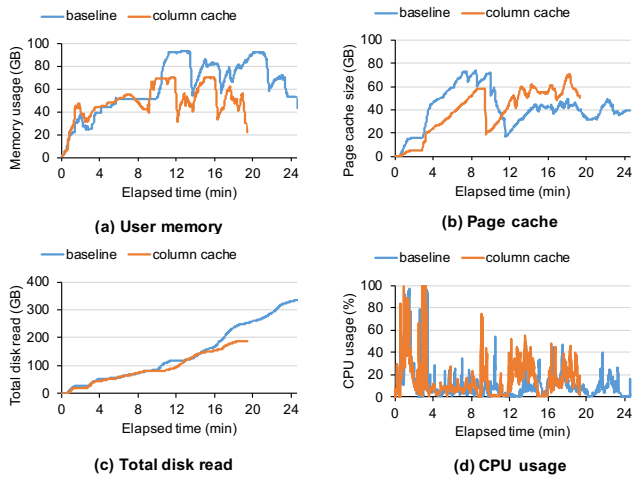 baseline column cache
Memory usage (GB)
100
80
60
40
20
0
0 4 8 12 16 20 24
Elapsed time (min)
(a) User memory
baseline column cache
Page cache size (GB)
100
80
60
40
20
0
0 4 8 12 16 20 24
Elapsed time (min)
(b) Page cache
baseline column cache
Total disk read (GB)
400
300
200
100
0
0 4 8 12 16 20 24
Elapsed time (min)
(c) Total disk read
baseline column cache
CPU usage (%)
100
80
60
40
20
0
0 4 8 12 16 20 24
Elapsed time (min)
(d) CPU usage